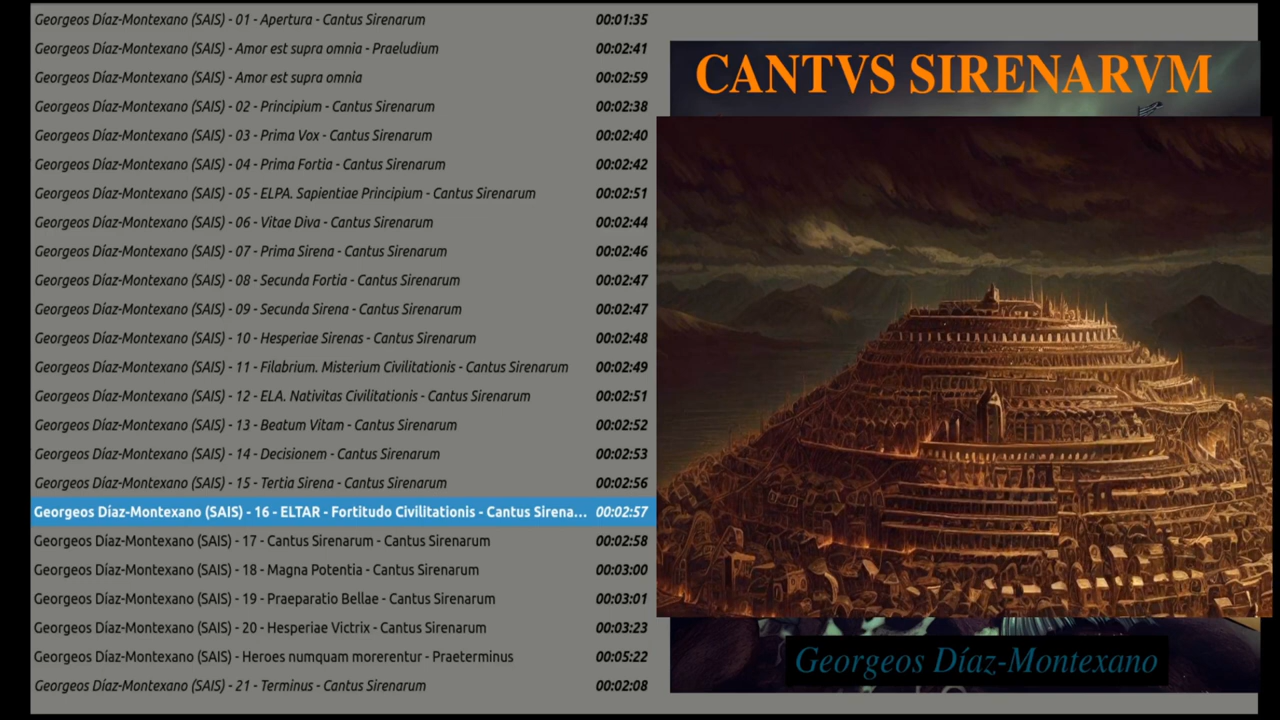 Georgeos Díaz-Montexano (SAIS) - 01 - Apertura - Cantus Sirenarum 00:01:35
Georgeos Díaz-Montexano (SAIS) - Amor est supra omnia - Praeludium 00:02:41
Georgeos Díaz-Montexano (SAIS) - Amor est supra omnia 00:02:59
Georgeos Díaz-Montexano (SAIS) - 02 - Principium - Cantus Sirenarum 00:02:38
Georgeos Díaz-Montexano (SAIS) - 03 - Prima Vox - Cantus Sirenarum 00:02:40
Georgeos Díaz-Montexano (SAIS) - 04 - Prima Fortia - Cantus Sirenarum 00:02:42
Georgeos Díaz-Montexano (SAIS) - 05 - ELPA. Sapientiae Principium - Cantus Sirenarum 00:02:51
Georgeos Díaz-Montexano (SAIS) - 06 - Vitae Diva - Cantus Sirenarum 00:02:44
Georgeos Díaz-Montexano (SAIS) - 07 - Prima Sirena - Cantus Sirenarum 00:02:46
Georgeos Díaz-Montexano (SAIS) - 08 - Secunda Fortia - Cantus Sirenarum 00:02:47
Georgeos Díaz-Montexano (SAIS) - 09 - Secunda Sirena - Cantus Sirenarum 00:02:47
Georgeos Díaz-Montexano (SAIS) - 10 - Hesperiae Sirenas - Cantus Sirenarum 00:02:48
Georgeos Díaz-Montexano (SAIS) - 11 - Filabrium. Misterium Civilitationis - Cantus Sirenarum 00:02:49
Georgeos Díaz-Montexano (SAIS) - 12 - ELA. Nativitas Civilitationis - Cantus Sirenarum 00:02:51
Georgeos Díaz-Montexano (SAIS) - 13 - Beatum Vitam - Cantus Sirenarum 00:02:52
Georgeos Díaz-Montexano (SAIS) - 14 - Decisionem - Cantus Sirenarum 00:02:53
Georgeos Díaz-Montexano (SAIS) - 15 - Tertia Sirena - Cantus Sirenarum 00:02:56
Georgeos Díaz-Montexano (SAIS) - 16 - ELTAR - Fortitudo Civilitationis - Cantus Sirena... 00:02:57
Georgeos Díaz-Montexano (SAIS) - 17 - Cantus Sirenarum - Cantus Sirenarum 00:02:58
Georgeos Díaz-Montexano (SAIS) - 18 - Magna Potentia - Cantus Sirenarum 00:03:00
Georgeos Díaz-Montexano (SAIS) - 19 - Praeparatio Bellae - Cantus Sirenarum 00:03:01
Georgeos Díaz-Montexano (SAIS) - 20 - Hesperiae Victrix - Cantus Sirenarum 00:03:23
Georgeos Díaz-Montexano (SAIS) - Heroes numquam morerentur - Praeterminus 00:05:22
Georgeos Díaz-Montexano (SAIS) - 21 - Terminus - Cantus Sirenarum 00:02:08
CANTVS SIRENARVM
Georgeos Díaz-Montexano